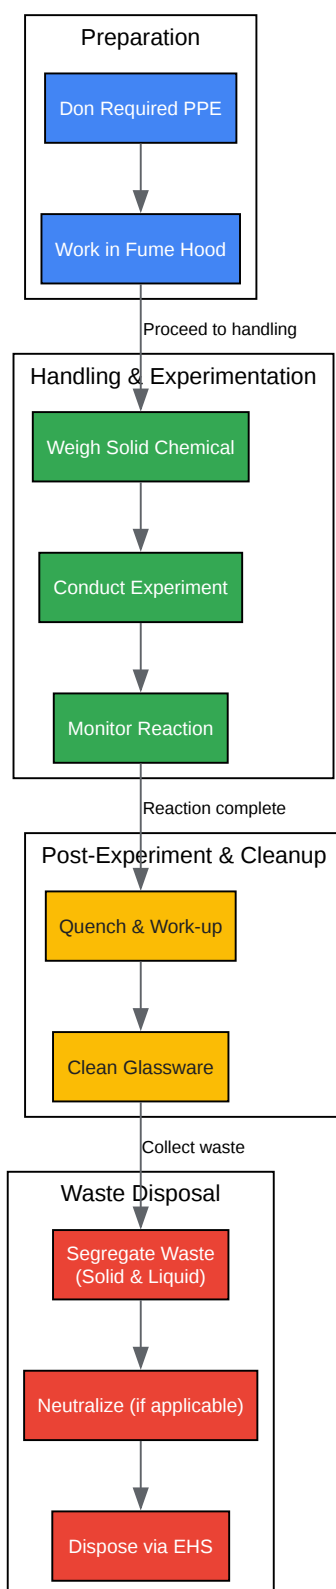 Preparation
Don Required PPE
Work in Fume Hood
Proceed to handling
Handling & Experimentation
Weigh Solid Chemical
Conduct Experiment
Monitor Reaction
Reaction complete
Post-Experiment & Cleanup
Quench & Work-up
Clean Glassware
Collect waste
Waste Disposal
Segregate Waste
(Solid & Liquid)
Neutralize (if applicable)
Dispose via EHS